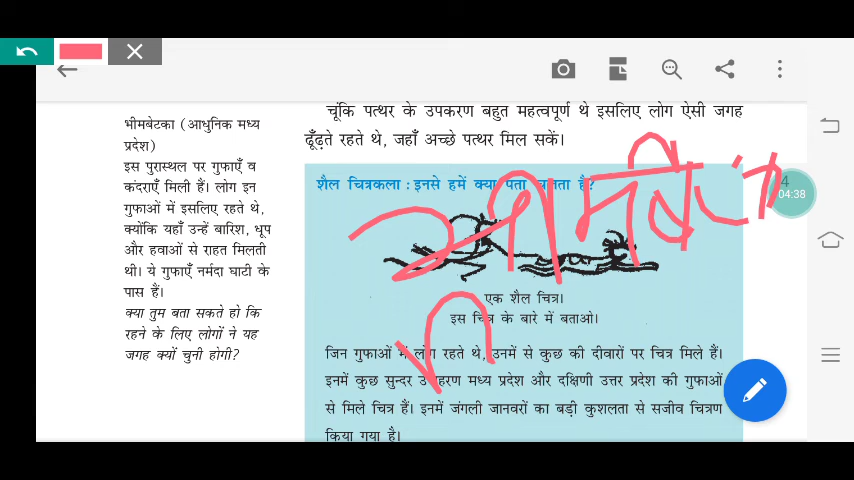 चूंकि पत्थर के उपकरण बहुत महत्वपूर्ण थे इसलिए लोग ऐसी जगह
ढूँढ़ते रहते थे, जहाँ अच्छे पत्थर मिल सकें।
भीमबेटका (आधुनिक मध्य
प्रदेश)
इस पुरास्थल पर गुफाएँ व
कंदराएँ मिली हैं। लोग इन
गुफाओं में इसलिए रहते थे,
क्योंकि यहाँ उन्हें बारिश, धूप
और हवाओं से राहत मिलती
थी। ये गुफाएँ नर्मदा घाटी के
पास हैं।
क्या तुम बता सकते हो कि
रहने के लिए लोगों ने यह
जगह क्यों चुनी होगी?
शैल चित्रकला : इनसे हमें क्या पता चलता है?
04:38
एक शैल चित्र।
इस चित्र के बारे में बताओ।
जिन गुफाओं में लोग रहते थे, उनमें से कुछ की दीवारों पर चित्र मिले हैं।
इनमें कुछ सुन्दर उदाहरण मध्य प्रदेश और दक्षिणी उत्तर प्रदेश की गुफाओं
से मिले चित्र हैं। इनमें जंगली जानवरों का बड़ी कुशलता से सजीव चित्रण
किया गया है।